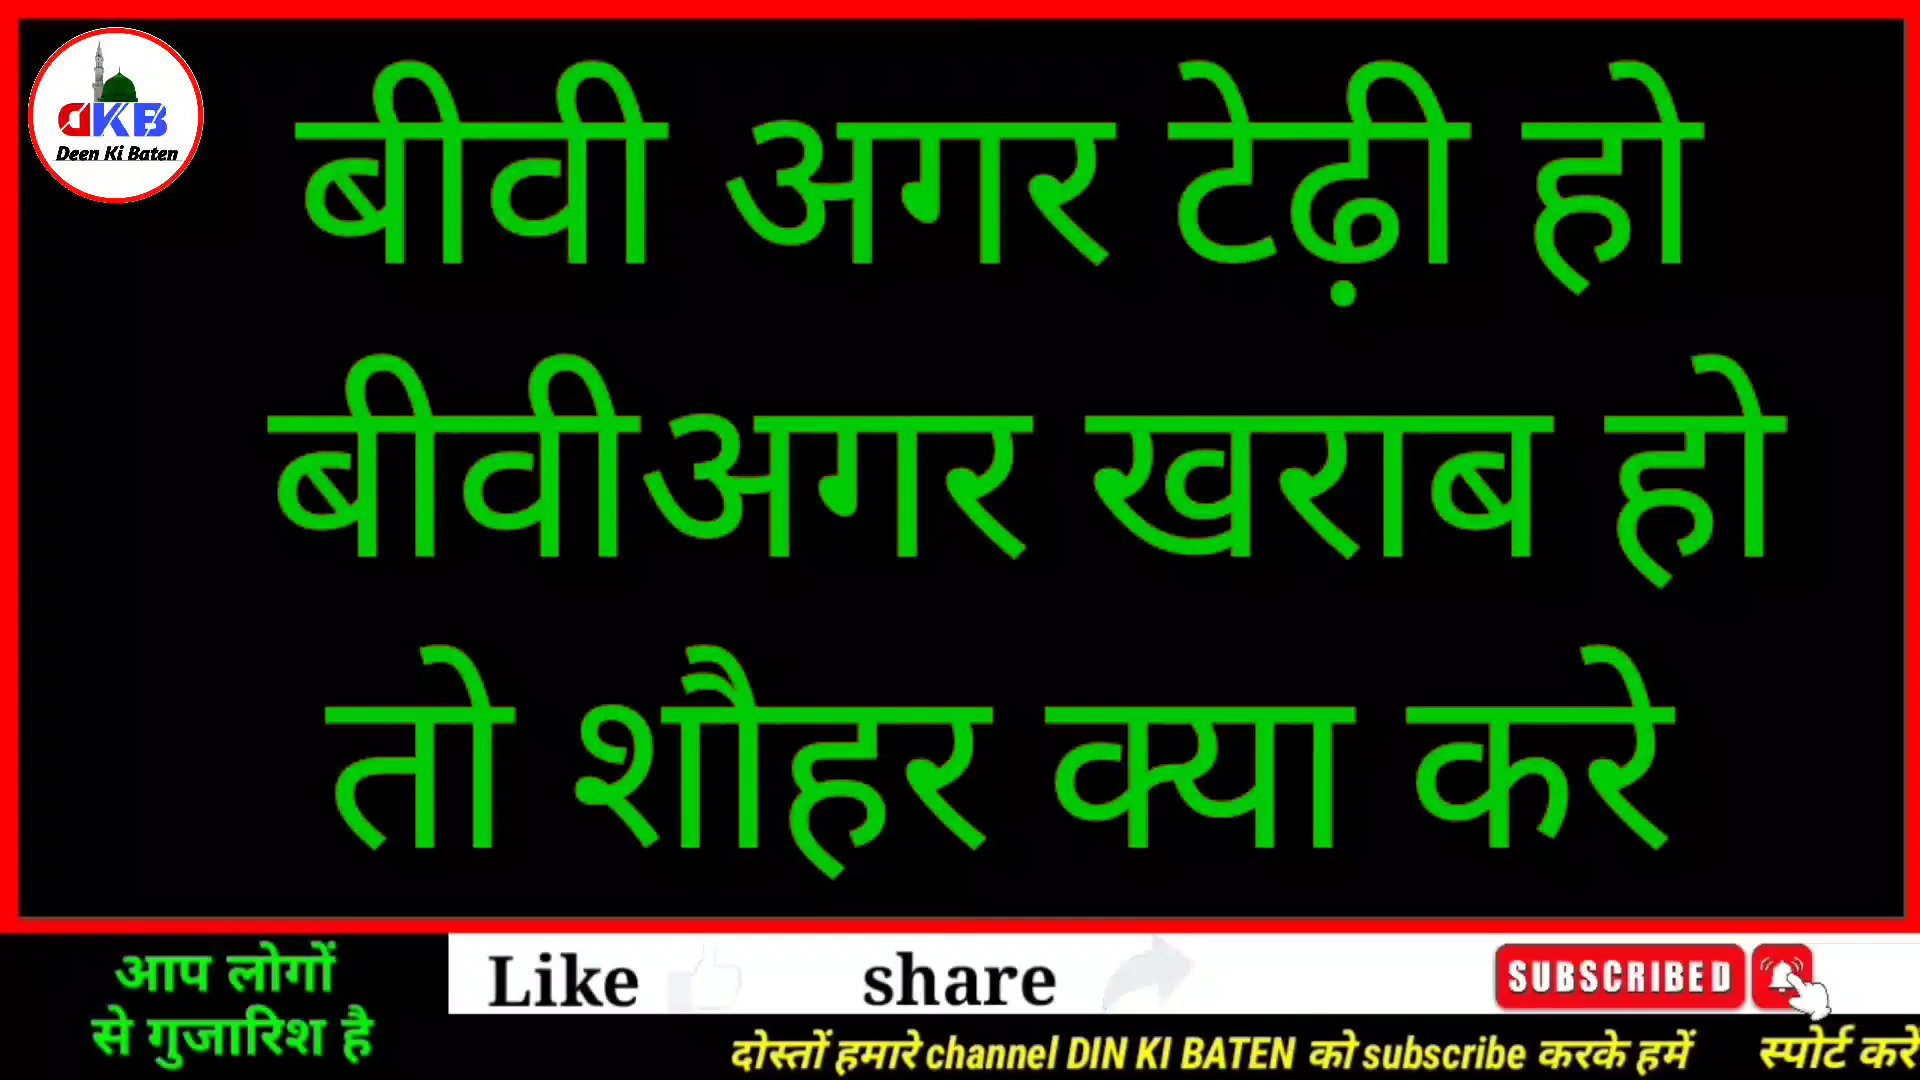 DKB
Deen Ki Baten
बीवी अगर टेढ़ी हो
बीवीअगर खराब हो
तो शौहर क्या करे
आप लोगों
से गुजारिश है
Like
share
SUBSCRIBED
दोस्तों हमारे channel DIN KI BATEN को subscribe करके हमें स्पोर्ट करें